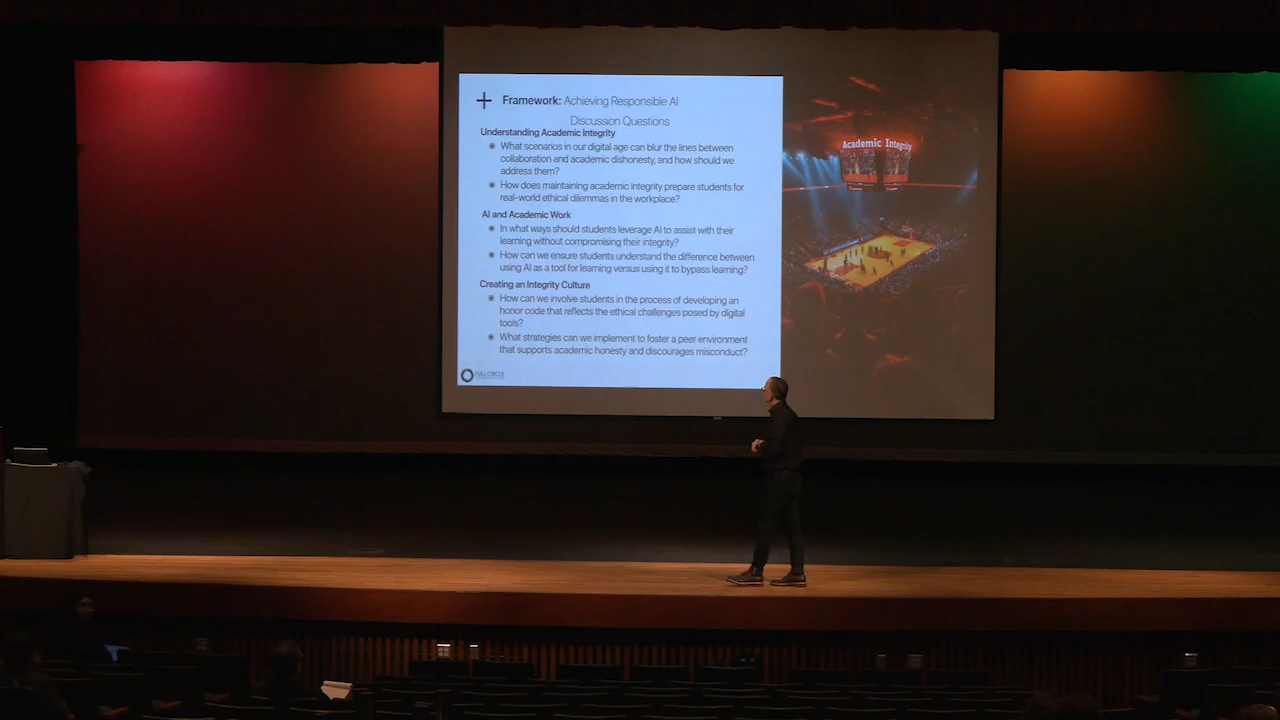 Framework: Achieving Responsible AI
Discussion Questions
Understanding Academic Integrity
What scenarios in our digital age can blur the lines between
collaboration and academic dishonesty, and how should we
address them?
How does maintaining academic integrity prepare students for
real-world ethical dilemmas in the workplace?
AI and Academic Work
In what ways should students leverage AI to assist with their
learning without compromising their integrity?
How can we ensure students understand the difference between
using AI as a tool for learning versus using it to bypass learning?
Creating an Integrity Culture
How can we involve students in the process of developing an
honor code that reflects the ethical challenges posed by digital
tools?
What strategies can we implement to foster a peer environment
that supports academic honesty and discourages misconduct?
FULL CIRCLE
Academic Integrity